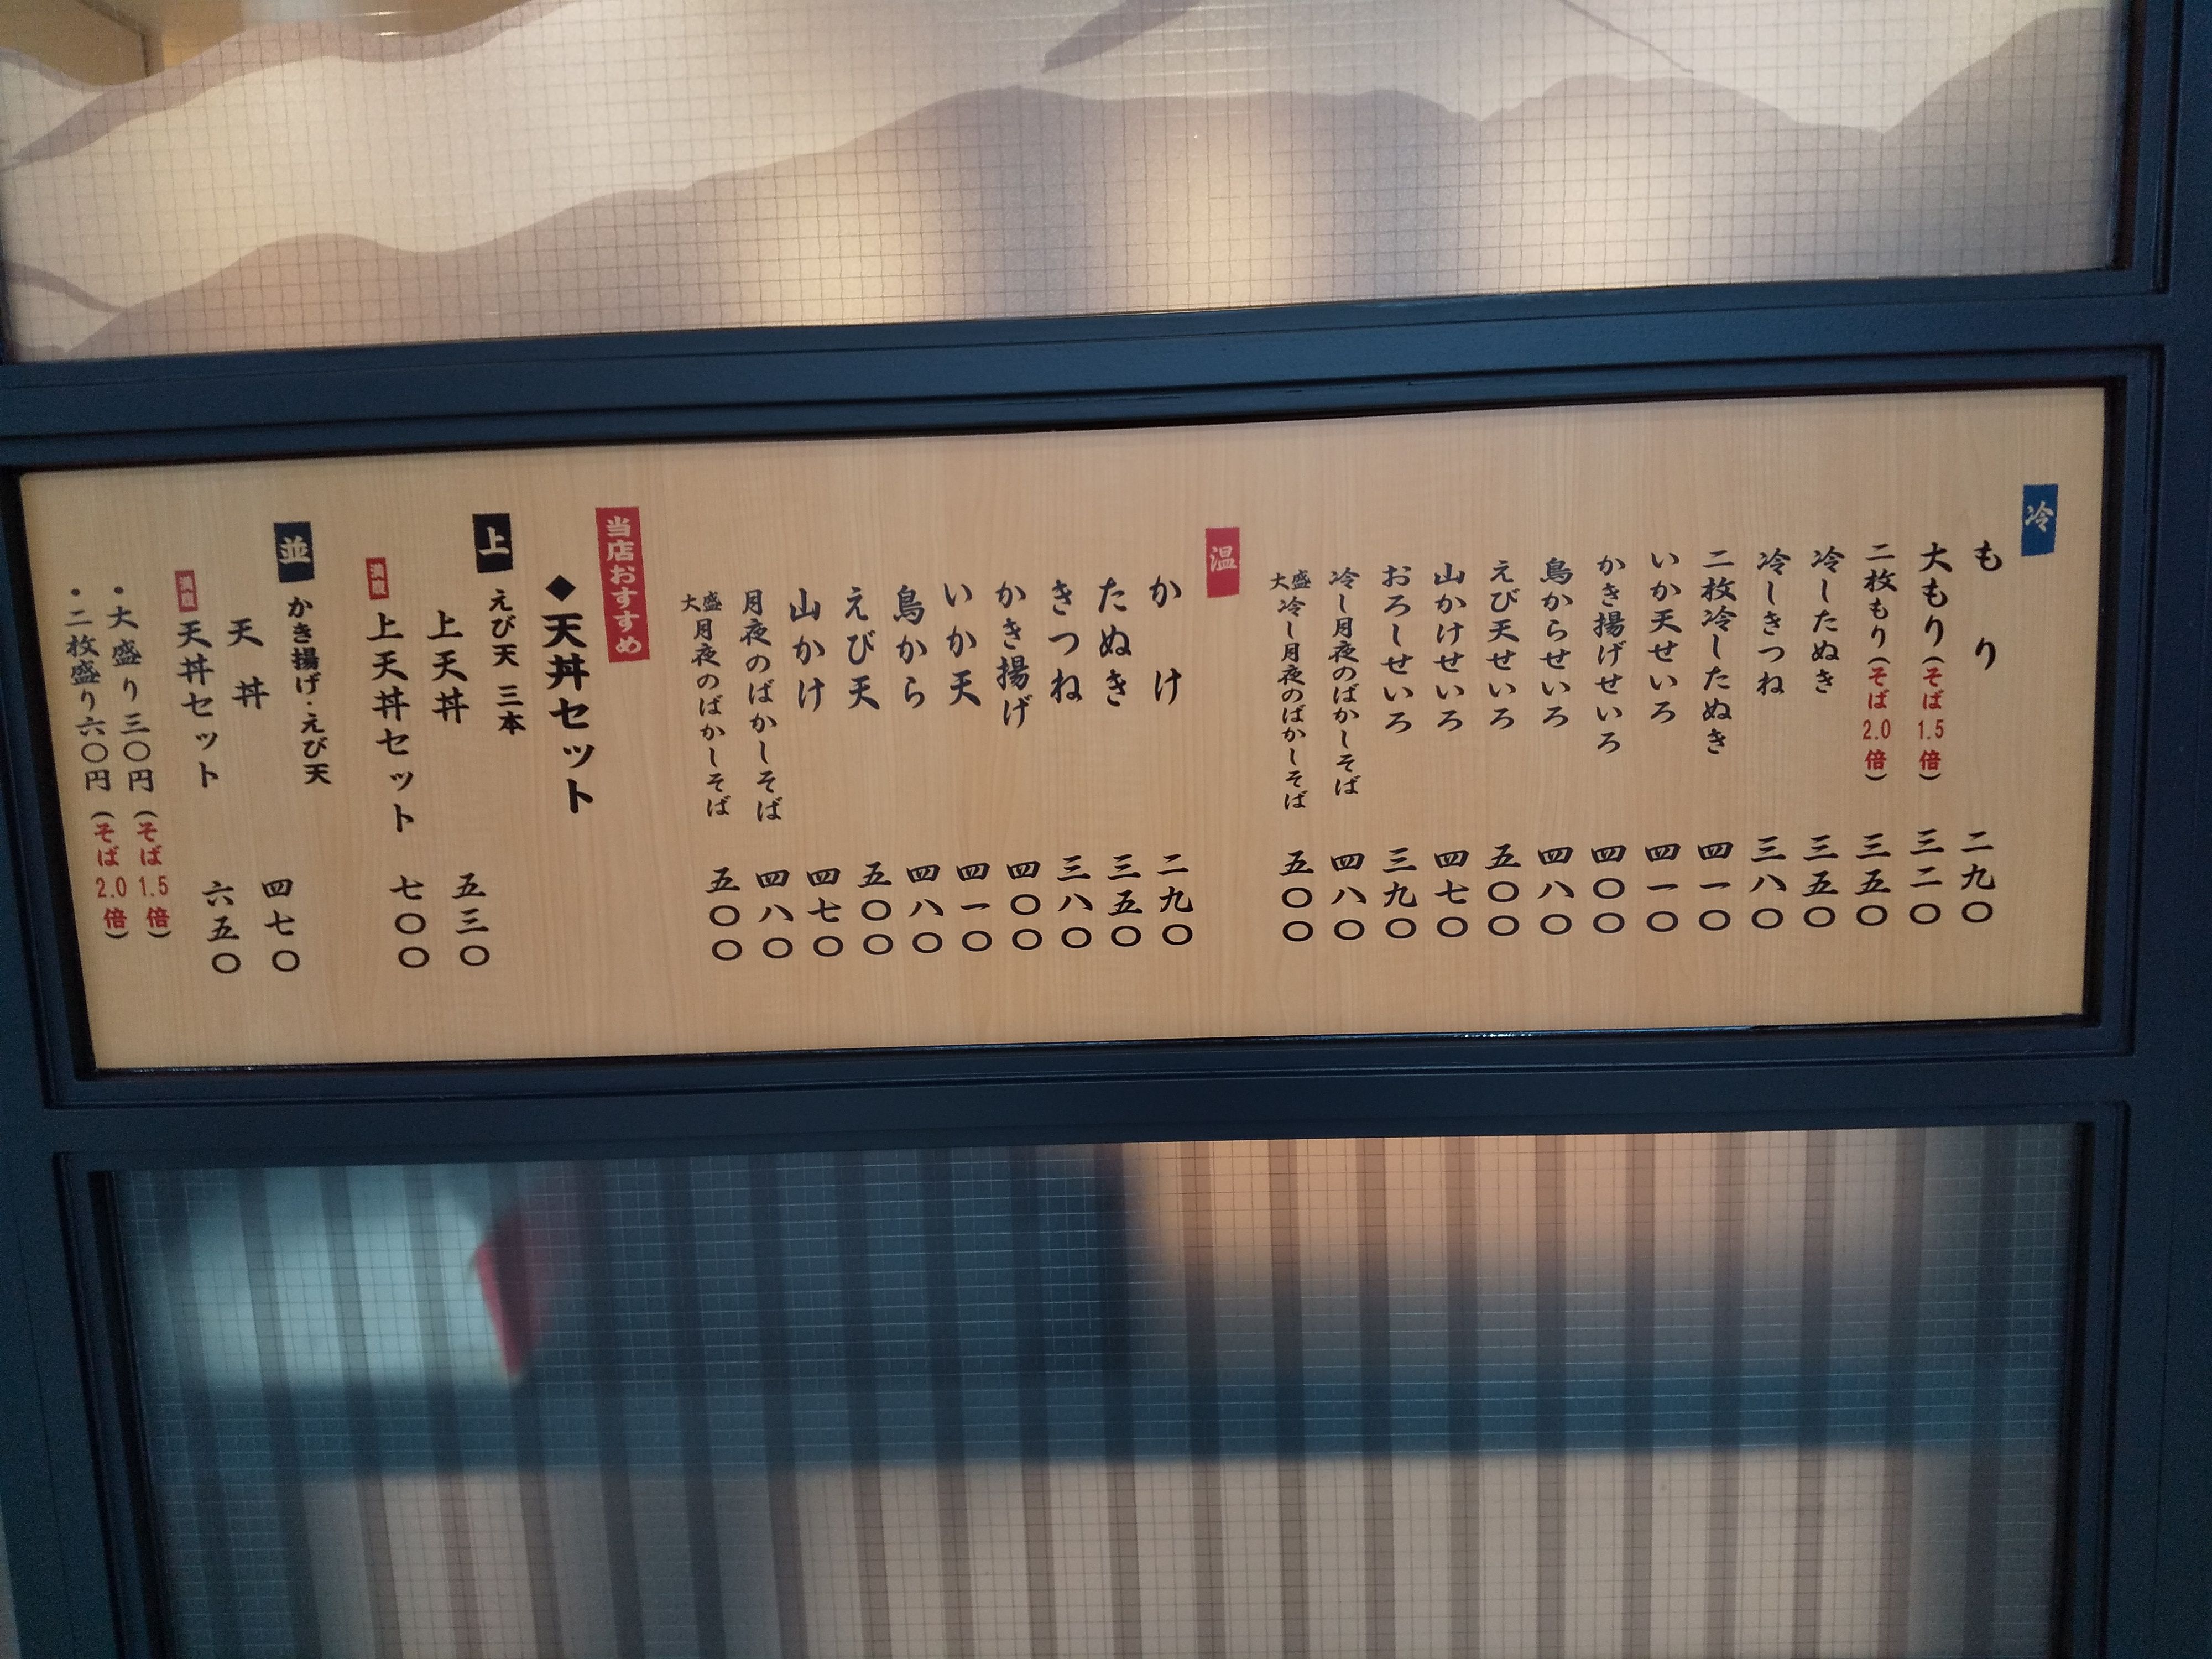 冷
もり 二九〇
大もり(そば1.5倍) 三二〇
二枚もり(そば2.0倍) 三五〇
冷したぬき 三五〇
冷しきつね 三八〇
二枚冷したぬき 四一〇
いか天せいろ 四一〇
かき揚げせいろ 四〇〇
鳥からせいろ 四八〇
えび天せいろ 五〇〇
山かけせいろ 四七〇
おろしせいろ 三九〇
冷し月夜のばかしそば 四八〇
大盛冷し月夜のばかしそば 五〇〇
温
かけ 二九〇
たぬき 三五〇
きつね 三八〇
かき揚げ 四〇〇
いか天 四一〇
鳥から 四八〇
えび天 五〇〇
山かけ 四七〇
月夜のばかしそば 四八〇
大盛月夜のばかしそば 五〇〇
当店おすすめ
◆天丼セット
上 えび天 三本
上天丼 五三〇
満腹 上天丼セット 七〇〇
並 かき揚げ・えび天
天丼 四七〇
満腹 天丼セット 六五〇
・大盛り三〇円(そば1.5倍)
・二枚盛り六〇円(そば2.0倍)